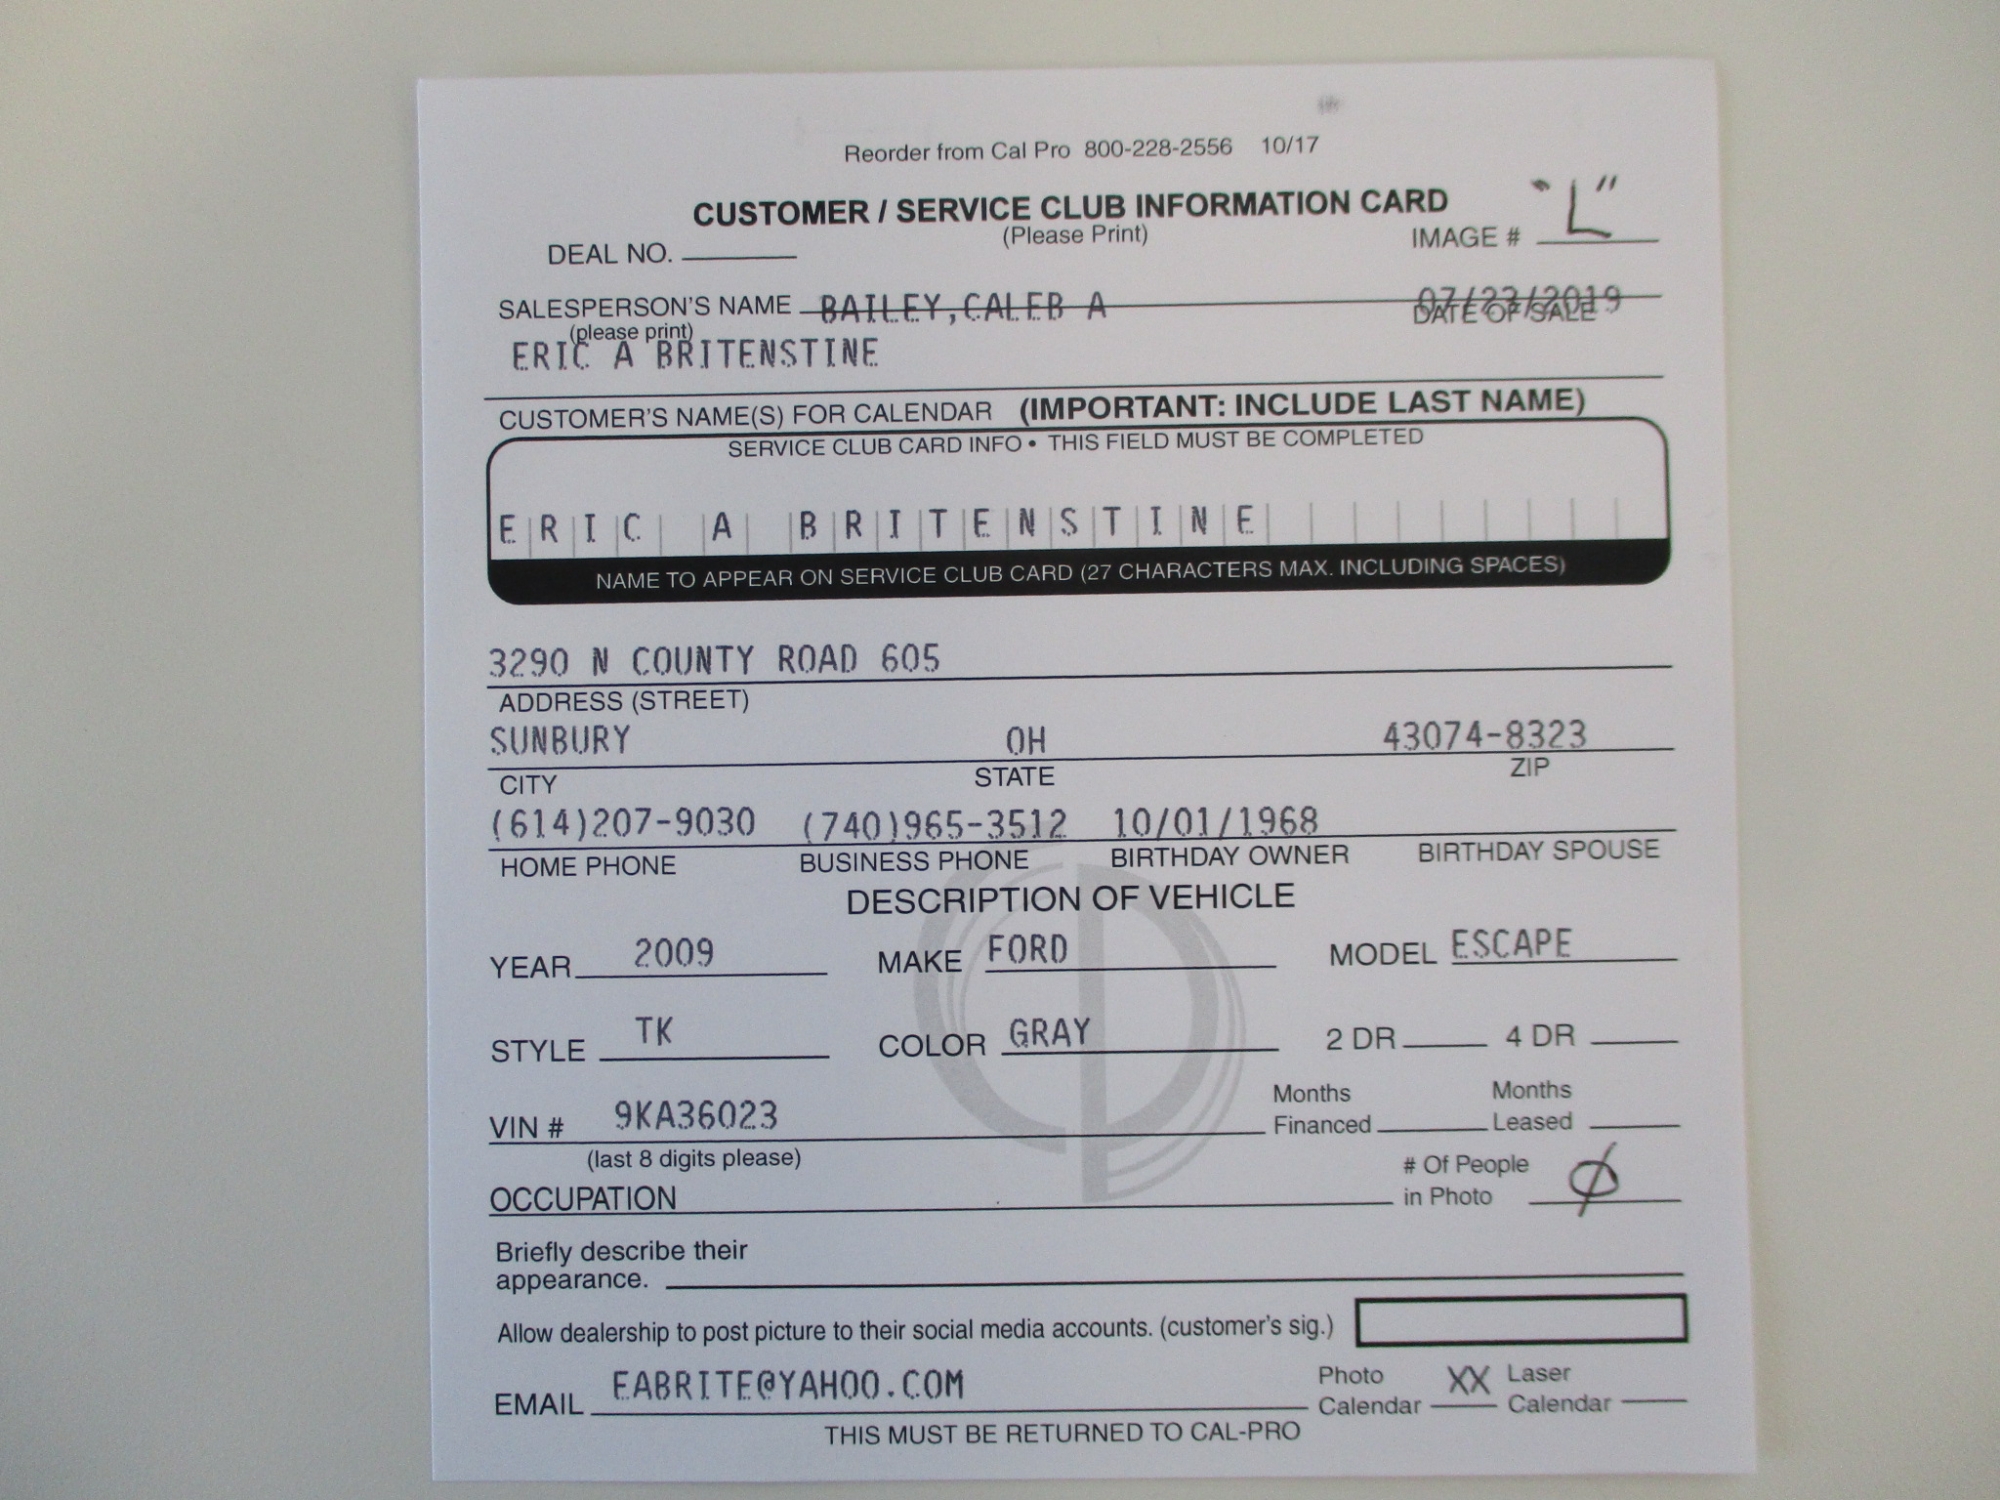 Reorder from Cal Pro 800-228-2556 10/17
CUSTOMER / SERVICE CLUB INFORMATION CARD
(Please Print)
DEAL NO.
IMAGE # "L"
SALESPERSON'S NAME BAILEY,CALEB A 07/23/2019
(please print) DATE OF SALE
ERIC A BRITENSTINE
CUSTOMER'S NAME(S) FOR CALENDAR (IMPORTANT: INCLUDE LAST NAME)
SERVICE CLUB CARD INFO • THIS FIELD MUST BE COMPLETED
ERIC A BRITENSTINE
NAME TO APPEAR ON SERVICE CLUB CARD (27 CHARACTERS MAX. INCLUDING SPACES)
3290 N COUNTY ROAD 605
ADDRESS (STREET)
SUNBURY OH 43074-8323
CITY STATE ZIP
(614)207-9030 (740)965-3512 10/01/1968
HOME PHONE BUSINESS PHONE BIRTHDAY OWNER BIRTHDAY SPOUSE
DESCRIPTION OF VEHICLE
YEAR 2009 MAKE FORD MODEL ESCAPE
STYLE TK COLOR GRAY 2 DR 4 DR
Months Months
VIN # 9KA36023 Financed Leased
(last 8 digits please)
# Of People
OCCUPATION in Photo Ø
Briefly describe their
appearance.
Allow dealership to post picture to their social media accounts. (customer's sig.)
Photo XX Laser
EMAIL EABRITE@YAHOO.COM Calendar Calendar
THIS MUST BE RETURNED TO CAL-PRO